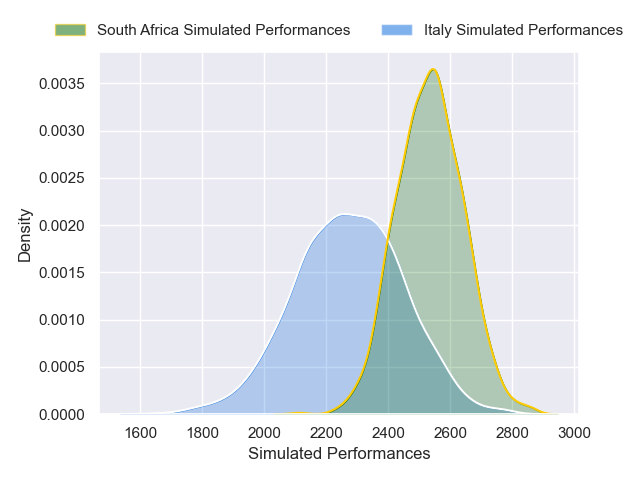 South Africa Simulated Performances Italy Simulated Performances
0.0035
0.0030
0.0025
0.0020
0.0015
0.0010
0.0005
0.0000
Density
1600 1800 2000 2200 2400 2600 2800 3000
Simulated Performances